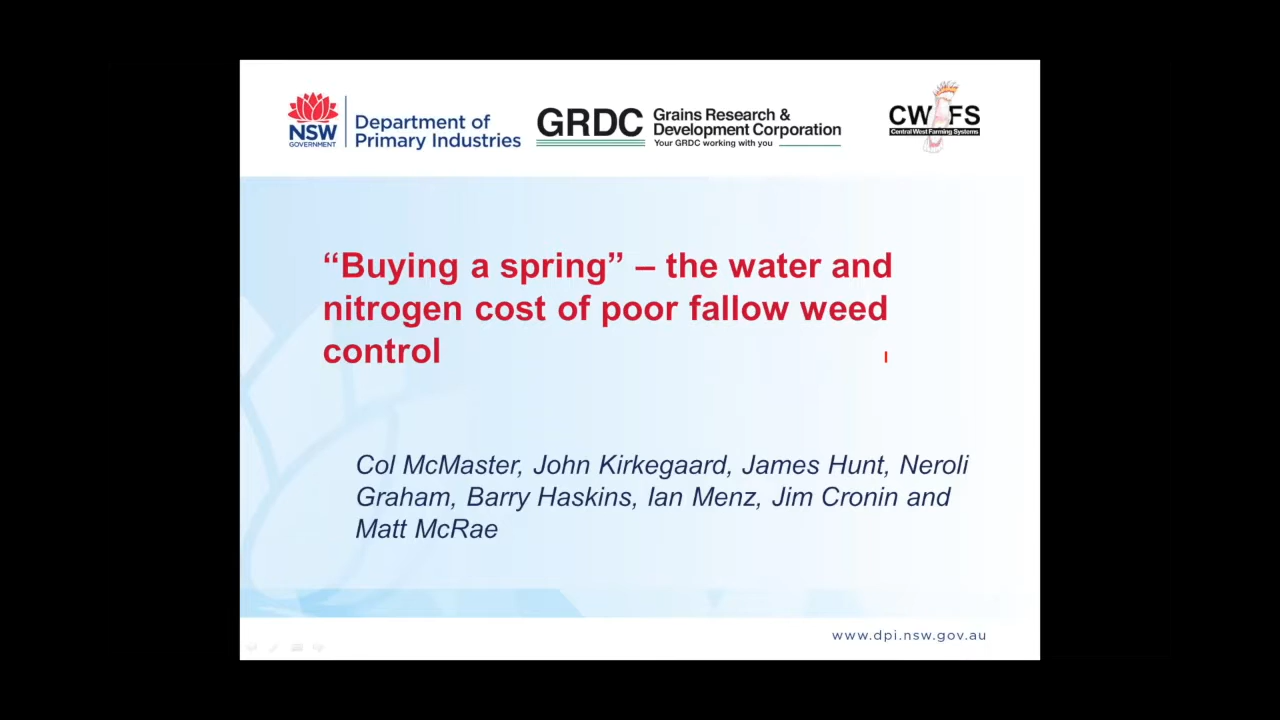 NSW
GOVERNMENT
Department of
Primary Industries
GRDC
Grains Research &
Development Corporation
Your GRDC working with you
CWFS
Central West Farming Systems
“Buying a spring” – the water and
nitrogen cost of poor fallow weed
control
Col McMaster, John Kirkegaard, James Hunt, Neroli
Graham, Barry Haskins, Ian Menz, Jim Cronin and
Matt McRae
www.dpi.nsw.gov.au